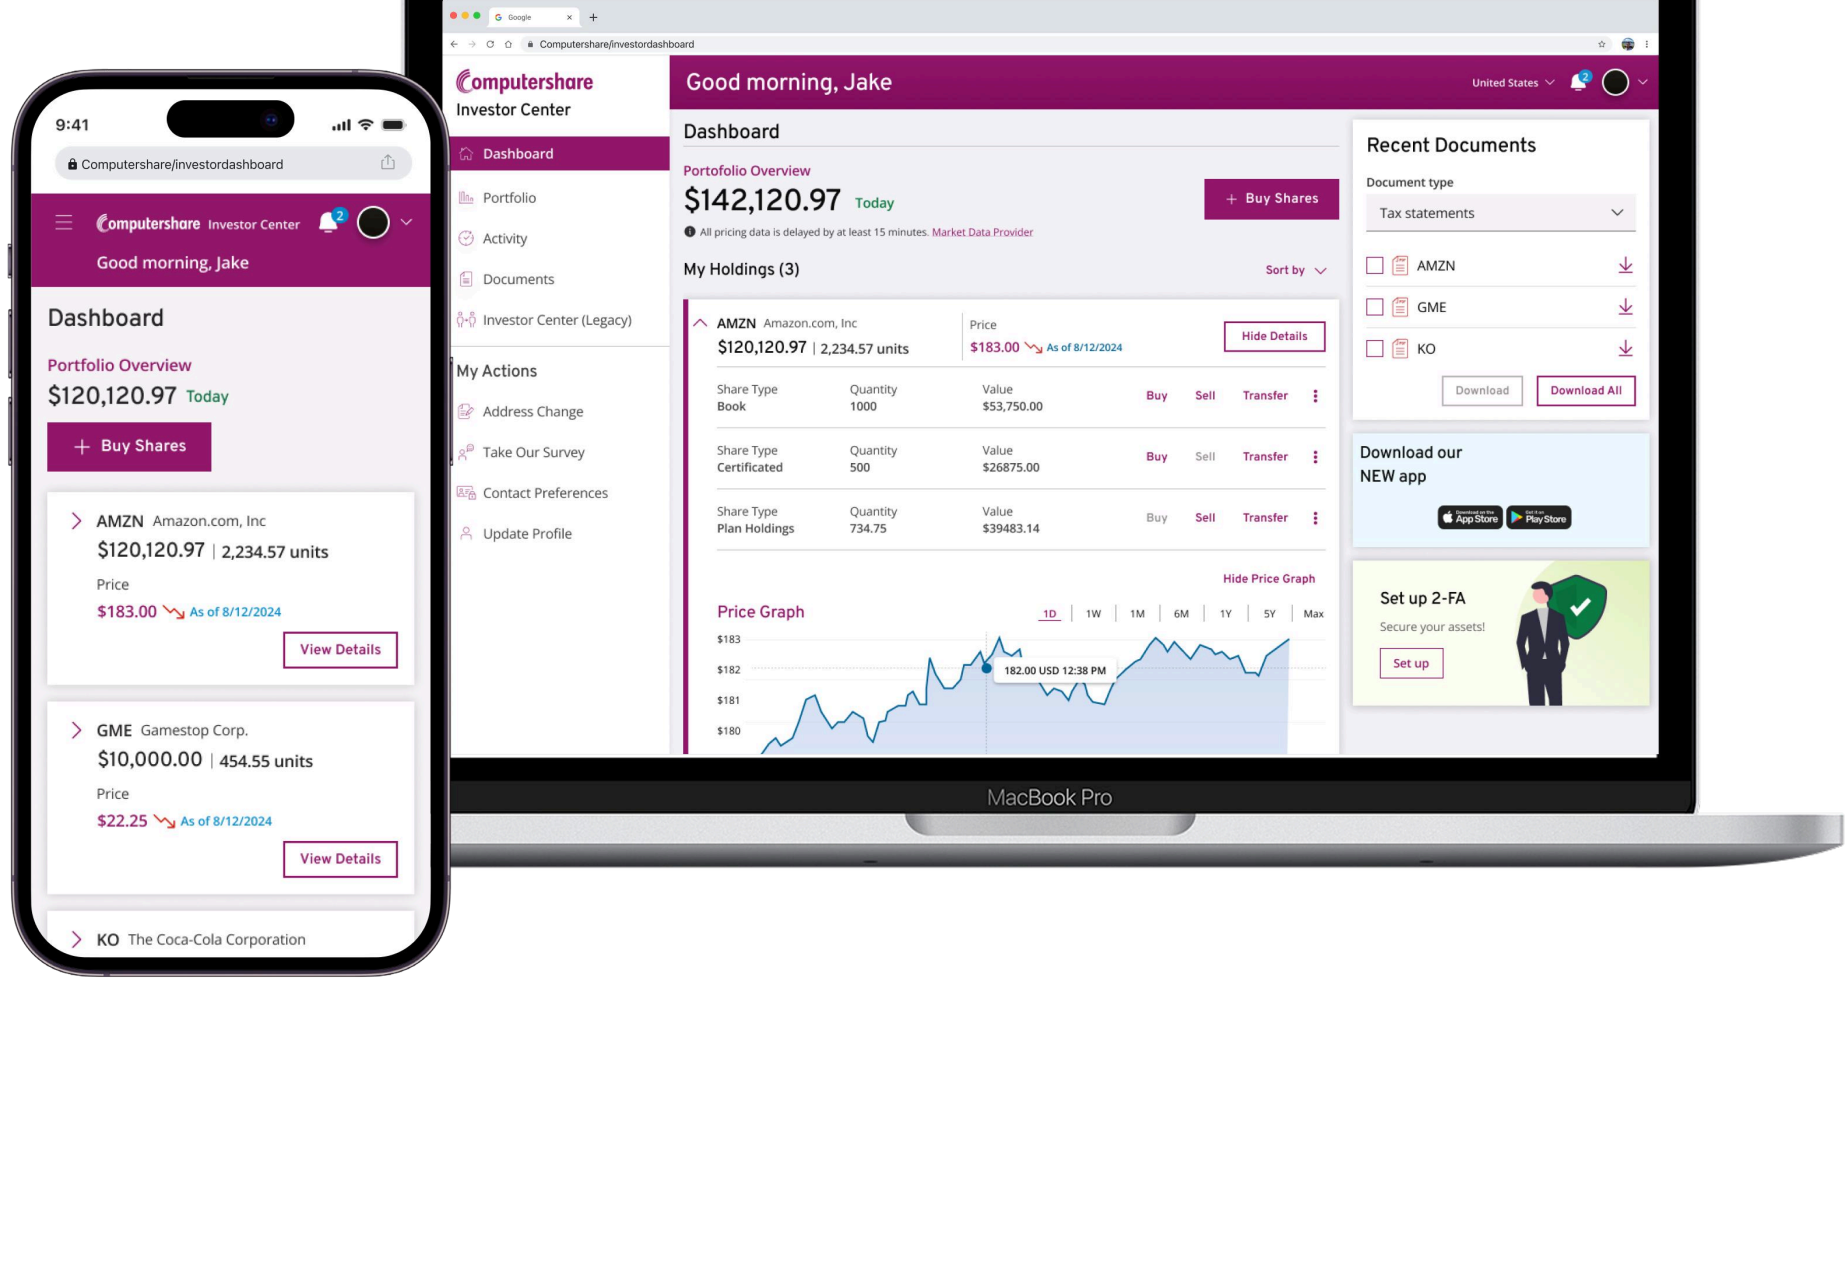 9:41
Computershare/investordashboard
Computershare Investor Center
2
Good morning, Jake
Dashboard
Portfolio Overview
$120,120.97 Today
+ Buy Shares
AMZN Amazon.com, Inc
$120,120.97 | 2,234.57 units
Price
$183.00 As of 8/12/2024
View Details
GME Gamestop Corp.
$10,000.00 | 454.55 units
Price
$22.25 As of 8/12/2024
View Details
KO The Coca-Cola Corporation
Google
Computershare/investordashboard
Computershare
Investor Center
Dashboard
Portfolio
Activity
Documents
Investor Center (Legacy)
My Actions
Address Change
Take Our Survey
Contact Preferences
Update Profile
Good morning, Jake
United States
2
Dashboard
Portofolio Overview
$142,120.97 Today
+ Buy Shares
All pricing data is delayed by at least 15 minutes. Market Data Provider
My Holdings (3)
Sort by
AMZN Amazon.com, Inc
$120,120.97 | 2,234.57 units
Price
$183.00 As of 8/12/2024
Hide Details
Share Type Quantity Value
Book 1000 $53,750.00
Buy Sell Transfer
Share Type Quantity Value
Certificated 500 $26875.00
Buy Sell Transfer
Share Type Quantity Value
Plan Holdings 734.75 $39483.14
Buy Sell Transfer
Hide Price Graph
Price Graph
1D 1W 1M 6M 1Y 5Y Max
$183
$182
$181
$180
182.00 USD 12:38 PM
Recent Documents
Document type
Tax statements
AMZN
GME
KO
Download Download All
Download our
NEW app
Download on the
App Store
Get it on
Play Store
Set up 2-FA
Secure your assets!
Set up
MacBook Pro